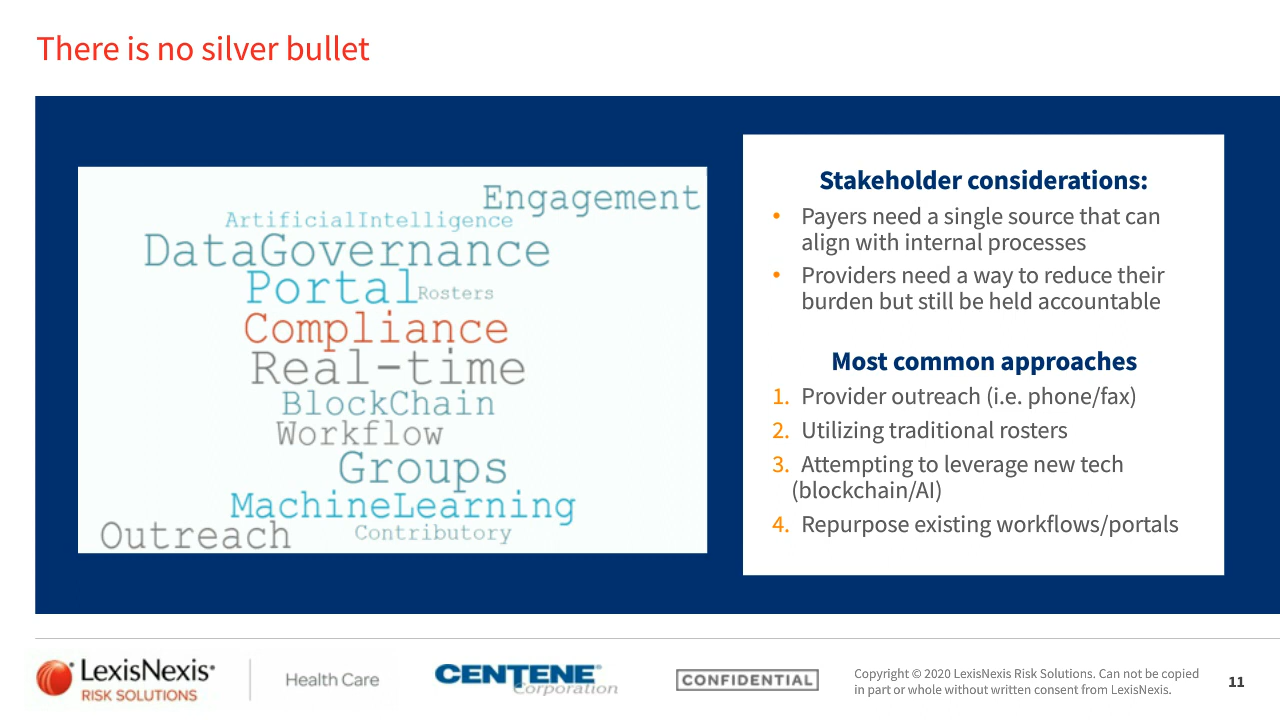 There is no silver bullet
Engagement
ArtificialIntelligence
DataGovernance
Portal
Rosters
Compliance
Real-time
BlockChain
Workflow
Groups
MachineLearning
Outreach
Contributory
Stakeholder considerations:
• Payers need a single source that can
align with internal processes
• Providers need a way to reduce their
burden but still be held accountable
Most common approaches
1. Provider outreach (i.e. phone/fax)
2. Utilizing traditional rosters
3. Attempting to leverage new tech
(blockchain/AI)
4. Repurpose existing workflows/portals
LexisNexis®
RISK SOLUTIONS
Health Care
CENTENE®
Corporation
CONFIDENTIAL
Copyright © 2020 LexisNexis Risk Solutions. Can not be copied
in part or whole without written consent from LexisNexis.
11